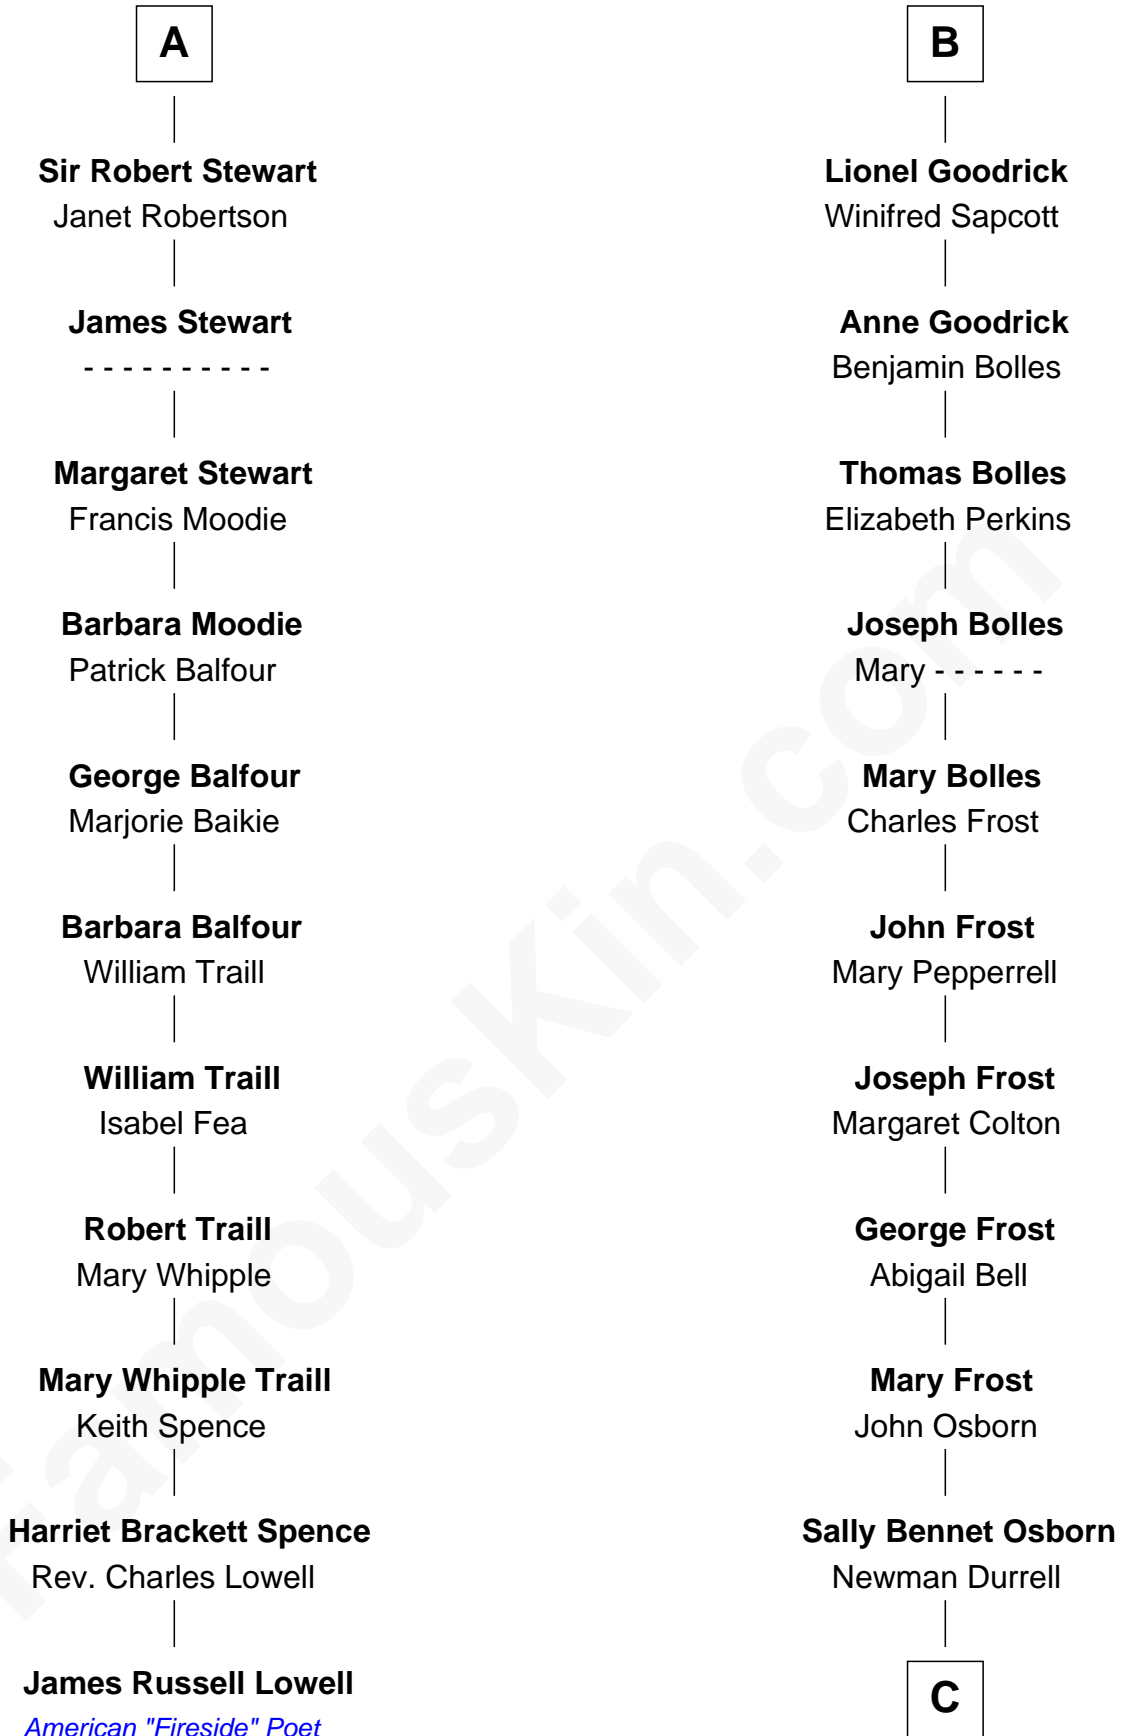 A
Sir Robert Stewart
Janet Robertson
James Stewart
- - - - - - - - - -
Margaret Stewart
Francis Moodie
Barbara Moodie
Patrick Balfour
George Balfour
Marjorie Baikie
Barbara Balfour
William Traill
William Traill
Isabel Fea
Robert Traill
Mary Whipple
Mary Whipple Traill
Keith Spence
Harriet Brackett Spence
Rev. Charles Lowell
James Russell Lowell
American "Fireside" Poet
B
Lionel Goodrick
Winifred Sapcott
Anne Goodrick
Benjamin Bolles
Thomas Bolles
Elizabeth Perkins
Joseph Bolles
Mary - - - - - -
Mary Bolles
Charles Frost
John Frost
Mary Pepperrell
Joseph Frost
Margaret Colton
George Frost
Abigail Bell
Mary Frost
John Osborn
Sally Bennet Osborn
Newman Durrell
C
FamousKin.com